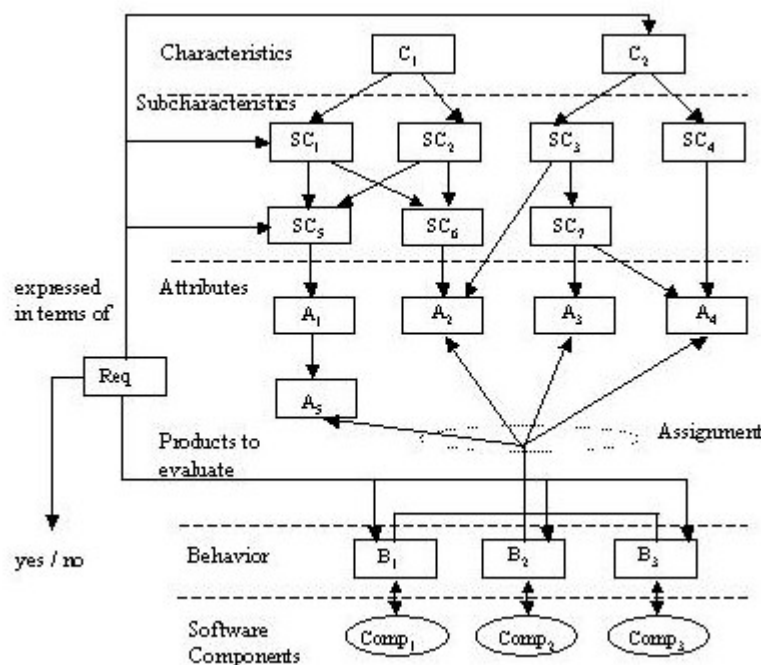 Characteristics
C₁
C₂
Subcharacteristics
SC₁
SC₂
SC₃
SC₄
SC₅
SC₆
SC₇
expressed
in terms of
Attributes
A₁
A₂
A₃
A₄
Req
A₅
Products to
evaluate
Assignment
yes / no
Behavior
B₁
B₂
B₃
Software
Components
Comp₁
Comp₂
Comp₃